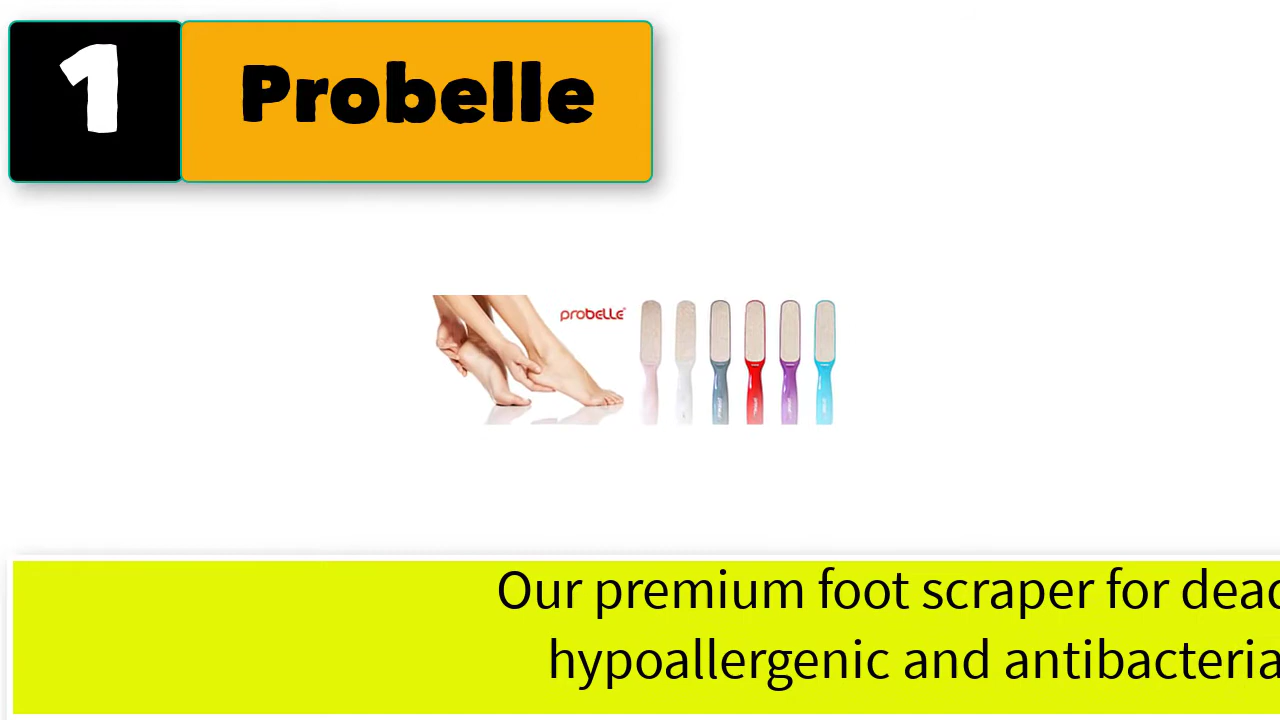 1
Probelle
probelle
Our premium foot scraper for dead
hypoallergenic and antibacteria